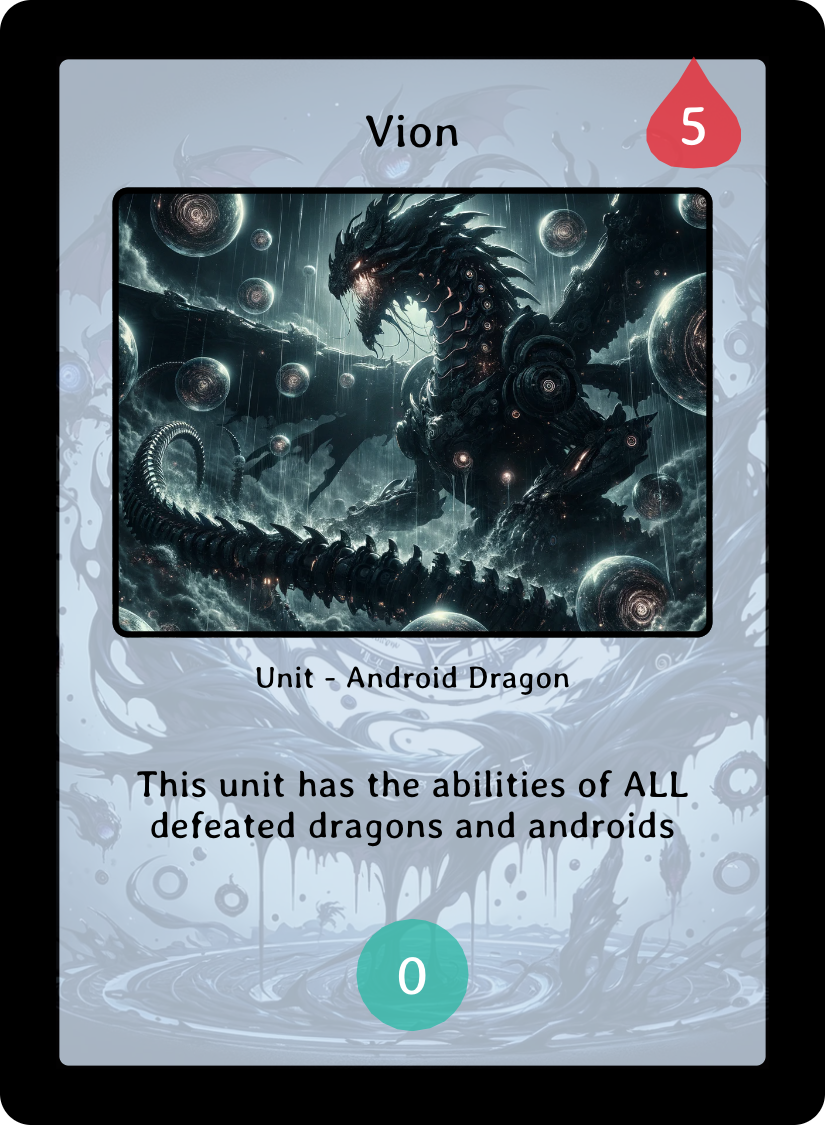 Vion
5
Unit - Android Dragon
This unit has the abilities of ALL
defeated dragons and androids
0